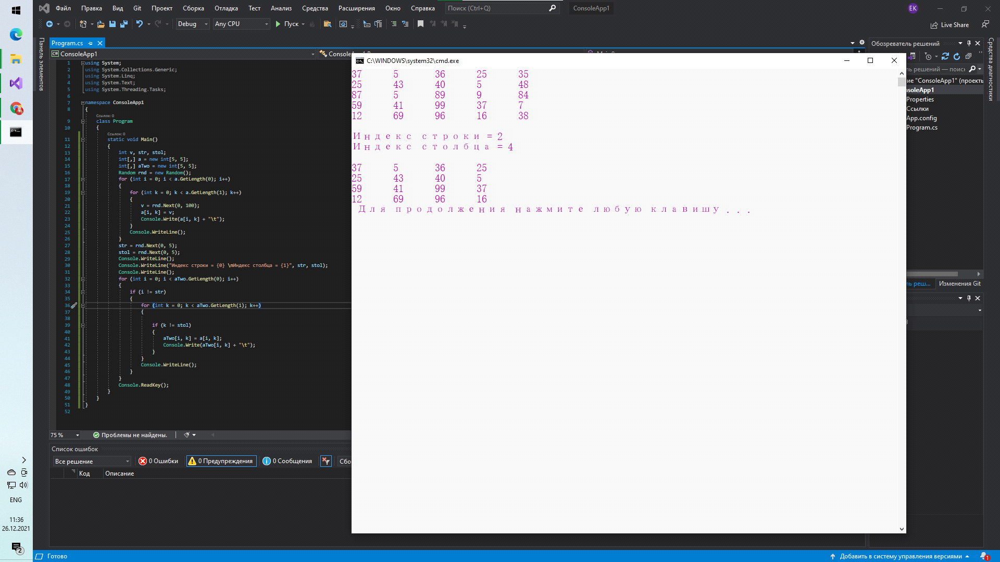 Файл Правка Вид Git Проект Сборка Отладка Тест Анализ Средства Расширения Окно Справка Поиск (Ctrl+Q) ConsoleApp1 EK
Debug Any CPU Пуск Live Share
Панель элементов
Program.cs
ConsoleApp1
1 using System;
2 using System.Collections.Generic;
3 using System.Linq;
4 using System.Text;
5 using System.Threading.Tasks;
6
7 namespace ConsoleApp1
8 {
Ссылок: 0
9 class Program
10 {
Ссылок: 0
11 static void Main()
12 {
13 int v, str, stol;
14 int[,] a = new int[5, 5];
15 int[,] aTwo = new int[5, 5];
16 Random rnd = new Random();
17 for (int i = 0; i < a.GetLength(0); i++)
18 {
19 for (int k = 0; k < a.GetLength(1); k++)
20 {
21 v = rnd.Next(0, 100);
22 a[i, k] = v;
23 Console.Write(a[i, k] + "\t");
24 }
25 Console.WriteLine();
26 }
27 str = rnd.Next(0, 5);
28 stol = rnd.Next(0, 5);
29 Console.WriteLine();
30 Console.WriteLine("Индекс строки = {0} \nИндекс столбца = {1}", str, stol);
31 Console.WriteLine();
32 for (int i = 0; i < aTwo.GetLength(0); i++)
33 {
34 if (i != str)
35 {
36 for (int k = 0; k < aTwo.GetLength(1); k++)
37 {
38
39 if (k != stol)
40 {
41 aTwo[i, k] = a[i, k];
42 Console.Write(aTwo[i, k] + "\t");
43 }
44 }
45 Console.WriteLine();
46 }
47 }
48 Console.ReadKey();
49 }
50 }
51 }
52
75 % Проблемы не найдены.
Список ошибок
Все решение 0 Ошибки 0 Предупреждения 0 Сообщения
Код Описание
C:\WINDOWS\system32\cmd.exe
37 5 36 25 35
25 43 40 5 48
87 5 89 9 84
59 41 99 37 7
12 69 96 16 38
Индекс строки = 2
Индекс столбца = 4
37 5 36 25
25 43 40 5
59 41 99 37
12 69 96 16
Для продолжения нажмите любую клавишу . . .
Обозреватель решений
решений — поиск
"ConsoleApp1" (проекты
Properties
Ссылки
App.config
Program.cs
Изменения Git
Средства диагностики
ENG
11:36
26.12.2021
2
Готово Добавить в систему управления версиями 1